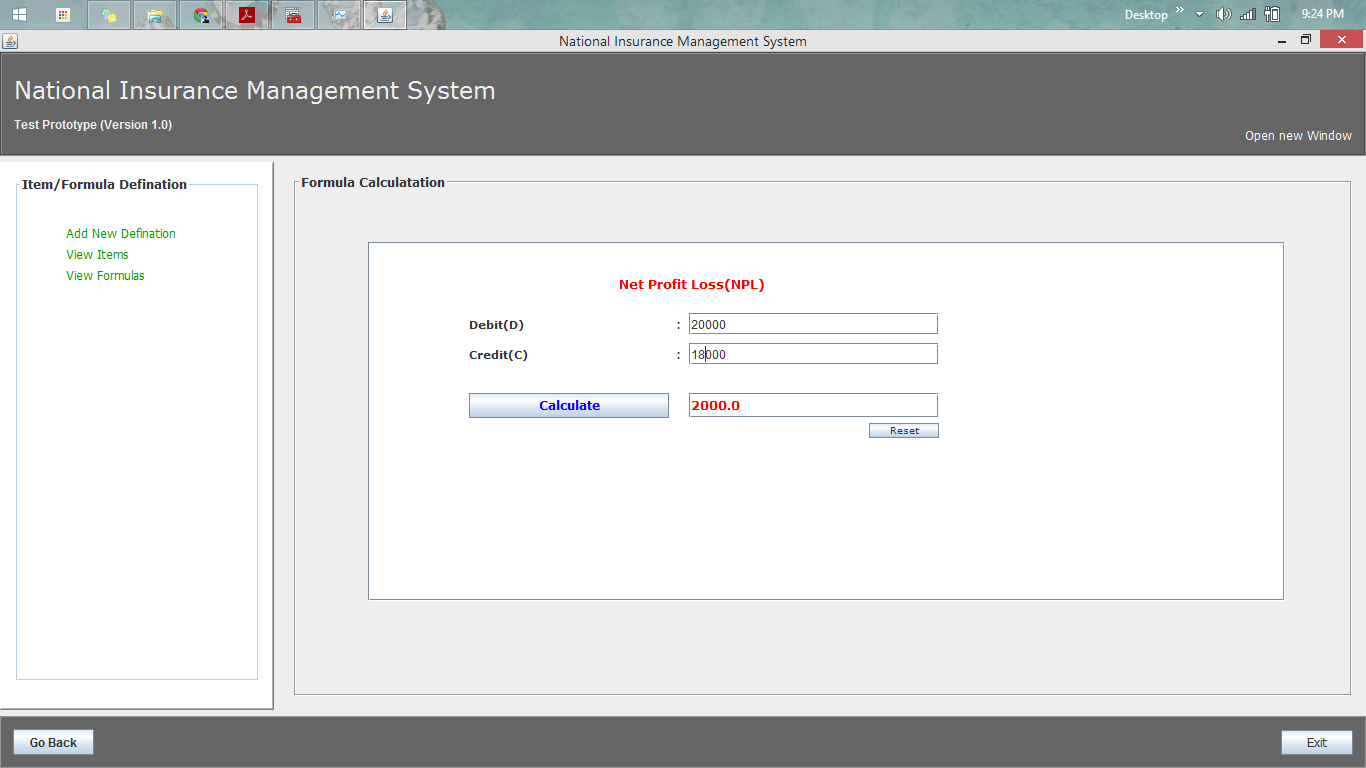 Desktop
9:24 PM
National Insurance Management System
National Insurance Management System
Test Prototype (Version 1.0)
Open new Window
Item/Formula Defination
Add New Defination
View Items
View Formulas
Formula Calculatation
Net Profit Loss(NPL)
Debit(D) : 20000
Credit(C) : 18000
Calculate 2000.0
Reset
Go Back
Exit